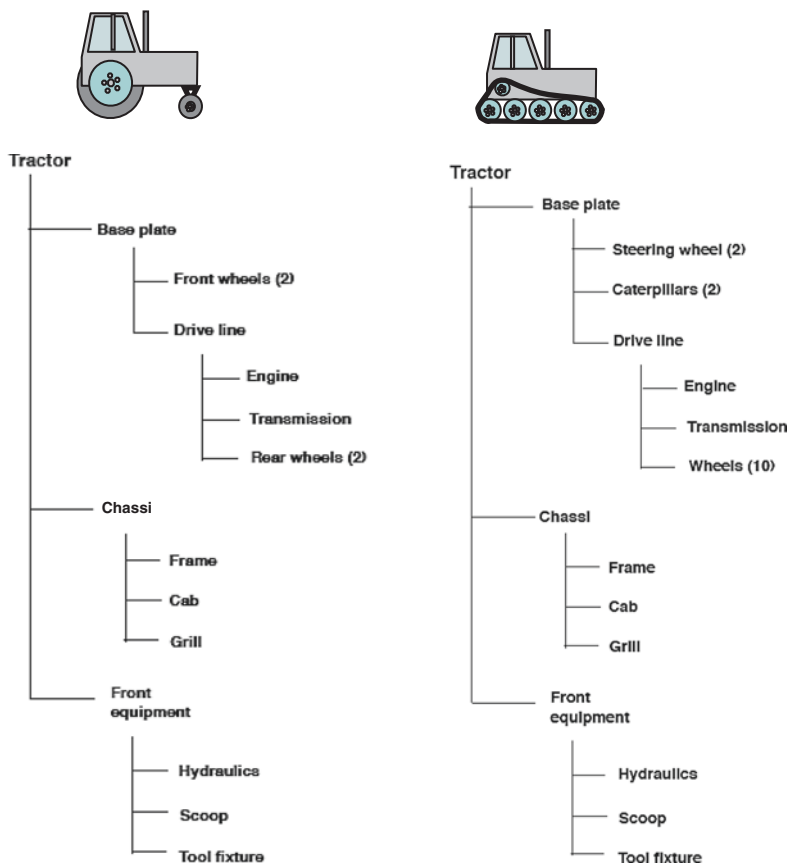 Tractor
Base plate
Front wheels (2)
Drive line
Engine
Transmission
Rear wheels (2)
Chassi
Frame
Cab
Grill
Front
equipment
Hydraulics
Scoop
Tool fixture
Tractor
Base plate
Steering wheel (2)
Caterpillars (2)
Drive line
Engine
Transmission
Wheels (10)
Chassi
Frame
Cab
Grill
Front
equipment
Hydraulics
Scoop
Tool fixture